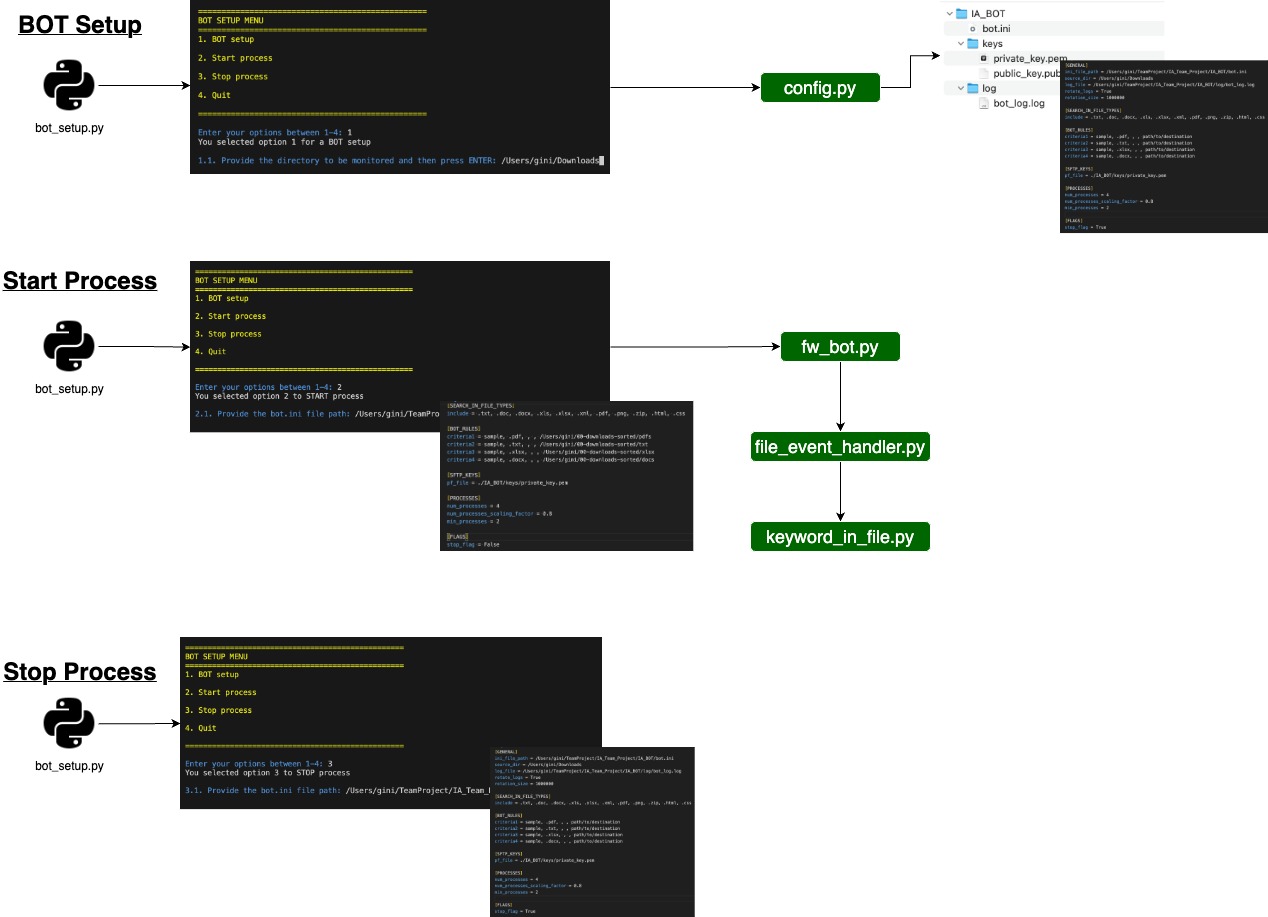 BOT Setup
bot_setup.py
==================================================
BOT SETUP MENU
==================================================
1. BOT setup
2. Start process
3. Stop process
4. Quit
==================================================
Enter your options between 1-4: 1
You selected option 1 for a BOT setup
1.1. Provide the directory to be monitored and then press ENTER: /Users/gini/Downloads
config.py
IA_BOT
bot.ini
keys
private_key.pem
public_key.pub
log
bot_log.log
[GENERAL]
ini_file_path = /Users/gini/TeamProject/IA_Team_Project/IA_BOT/bot.ini
source_dir = /Users/gini/Downloads
log_file = /Users/gini/TeamProject/IA_Team_Project/IA_BOT/log/bot_log.log
rotate_logs = True
rotation_size = 1000000
[SEARCH_IN_FILE_TYPES]
include = .txt, .doc, .docx, .xls, .xlsx, .xml, .pdf, .png, .zip, .html, .css
[BOT_RULES]
criteria1 = sample, .pdf, , , path/to/destination
criteria2 = sample, .txt, , , path/to/destination
criteria3 = sample, .xlsx, , , path/to/destination
criteria4 = sample, .docx, , , path/to/destination
[SFTP_KEYS]
pf_file = ./IA_BOT/keys/private_key.pem
[PROCESSES]
num_processes = 4
num_processes_scaling_factor = 0.8
min_processes = 2
[FLAGS]
stop_flag = True
Start Process
bot_setup.py
==================================================
BOT SETUP MENU
==================================================
1. BOT setup
2. Start process
3. Stop process
4. Quit
==================================================
Enter your options between 1-4: 2
You selected option 2 to START process
2.1. Provide the bot.ini file path: /Users/gini/TeamPro
[SEARCH_IN_FILE_TYPES]
include = .txt, .doc, .docx, .xls, .xlsx, .xml, .pdf, .png, .zip, .html, .css
[BOT_RULES]
criteria1 = sample, .pdf, , , /Users/gini/00-downloads-sorted/pdfs
criteria2 = sample, .txt, , , /Users/gini/00-downloads-sorted/txt
criteria3 = sample, .xlsx, , , /Users/gini/00-downloads-sorted/xlsx
criteria4 = sample, .docx, , , /Users/gini/00-downloads-sorted/docs
[SFTP_KEYS]
pf_file = ./IA_BOT/keys/private_key.pem
[PROCESSES]
num_processes = 4
num_processes_scaling_factor = 0.8
min_processes = 2
[FLAGS]
stop_flag = False
fw_bot.py
file_event_handler.py
keyword_in_file.py
Stop Process
bot_setup.py
==================================================
BOT SETUP MENU
==================================================
1. BOT setup
2. Start process
3. Stop process
4. Quit
==================================================
Enter your options between 1-4: 3
You selected option 3 to STOP process
3.1. Provide the bot.ini file path: /Users/gini/TeamProject/IA_Team_
[GENERAL]
ini_file_path = /Users/gini/TeamProject/IA_Team_Project/IA_BOT/bot.ini
source_dir = /Users/gini/Downloads
log_file = /Users/gini/TeamProject/IA_Team_Project/IA_BOT/log/bot_log.log
rotate_logs = True
rotation_size = 1000000
[SEARCH_IN_FILE_TYPES]
include = .txt, .doc, .docx, .xls, .xlsx, .xml, .pdf, .png, .zip, .html, .css
[BOT_RULES]
criteria1 = sample, .pdf, , , path/to/destination
criteria2 = sample, .txt, , , path/to/destination
criteria3 = sample, .xlsx, , , path/to/destination
criteria4 = sample, .docx, , , path/to/destination
[SFTP_KEYS]
pf_file = ./IA_BOT/keys/private_key.pem
[PROCESSES]
num_processes = 4
num_processes_scaling_factor = 0.8
min_processes = 2
[FLAGS]
stop_flag = True